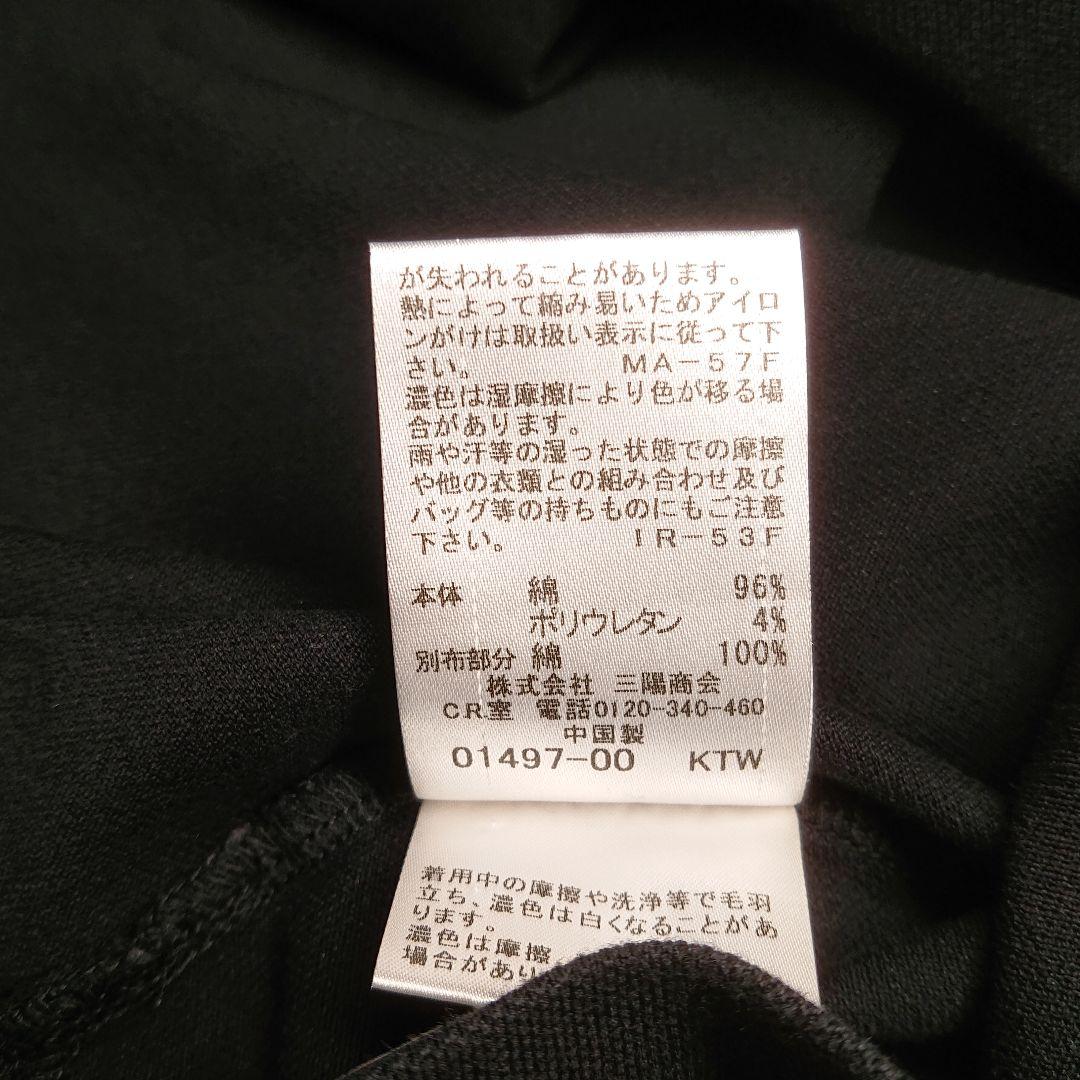 が失われることがあります。
熱によって縮み易いためアイロ
ンがけは取扱い表示に従って下
さい。 MA-57F
濃色は湿摩擦により色が移る場
合があります。
雨や汗等の湿った状態での摩擦
や他の衣類との組み合わせ及び
バッグ等の持ちものにもご注意
下さい。 IR-53F
本体 綿 96%
ポリウレタン 4%
別布部分 綿 100%
株式会社 三陽商会
CR室 電話0120-340-460
中国製
01497-00 KTW
着用中の摩擦や洗浄等で毛羽
立ち、濃色は白くなることがあ
ります。
濃色は摩擦
場合があり